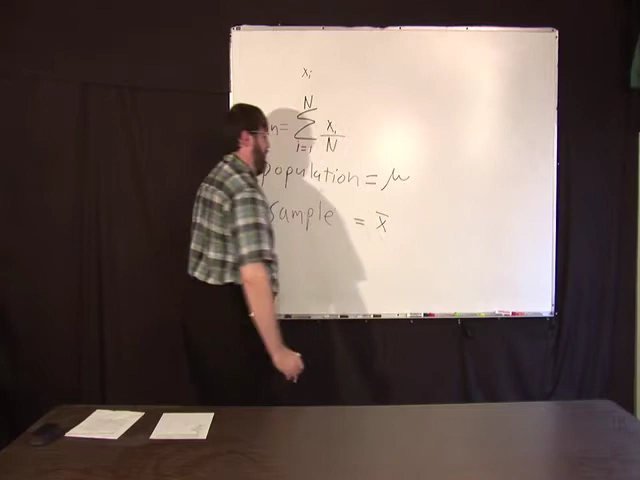 xᵢ
n = N Σ i=1 xᵢ/N
population = μ
sample = x̄